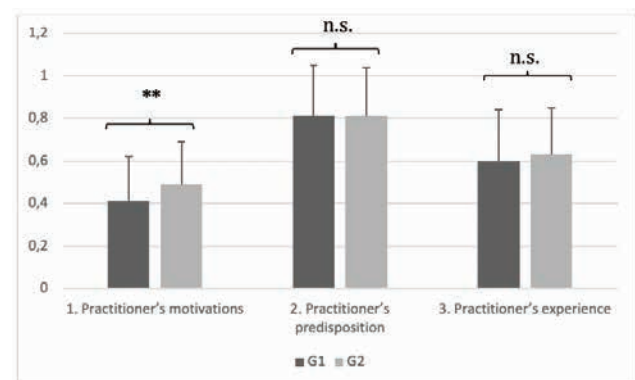 1,2
1
0,8
0,6
0,4
0,2
0
**
n.s.
n.s.
1. Practitioner's motivations
2. Practitioner's
predisposition
3. Practitioner's experience
G1 G2